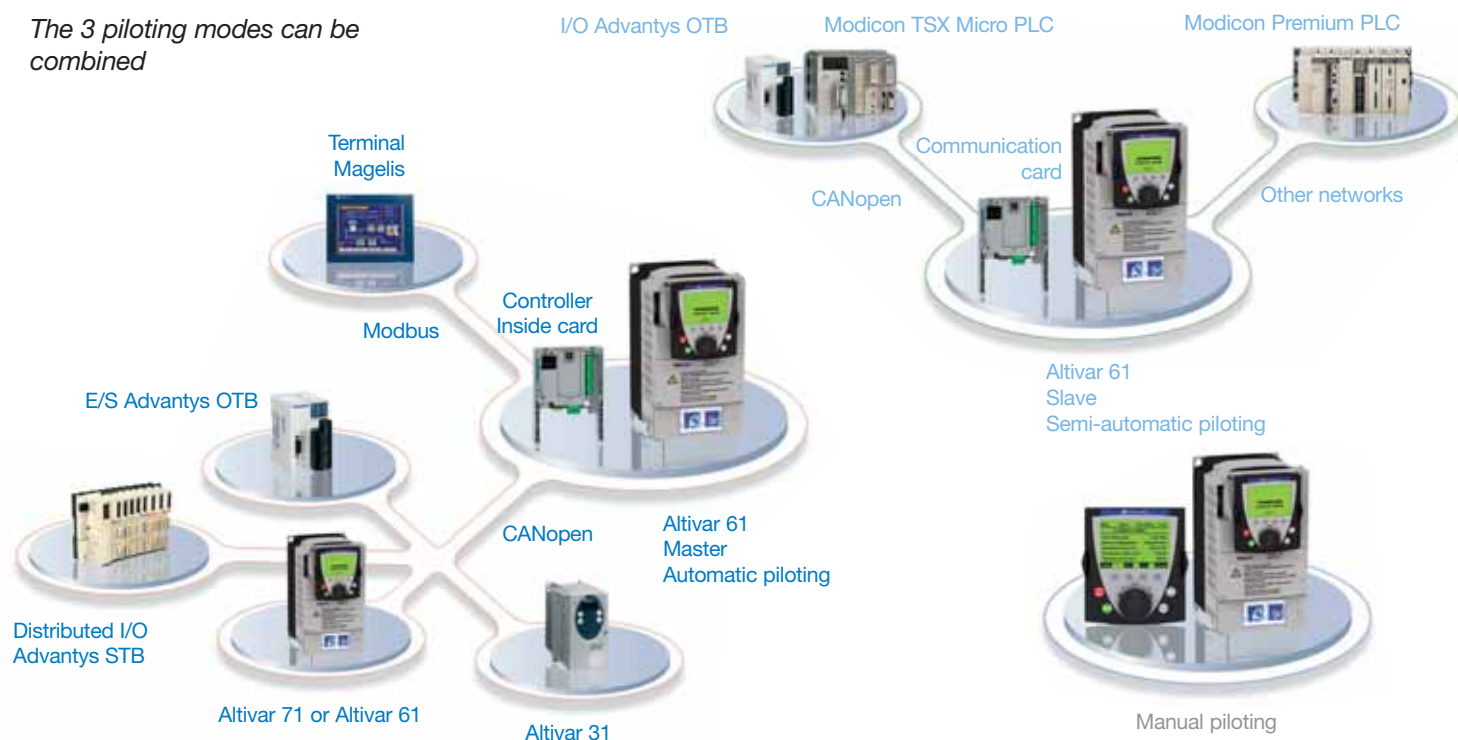 The 3 piloting modes can be
combined
I/O Advantys OTB
Modicon TSX Micro PLC
Modicon Premium PLC
Terminal
Magelis
Communication
card
CANopen
Other networks
Controller
Inside card
Modbus
E/S Advantys OTB
Altivar 61
Slave
Semi-automatic piloting
CANopen
Altivar 61
Master
Automatic piloting
Distributed I/O
Advantys STB
Altivar 71 or Altivar 61
Altivar 31
Manual piloting